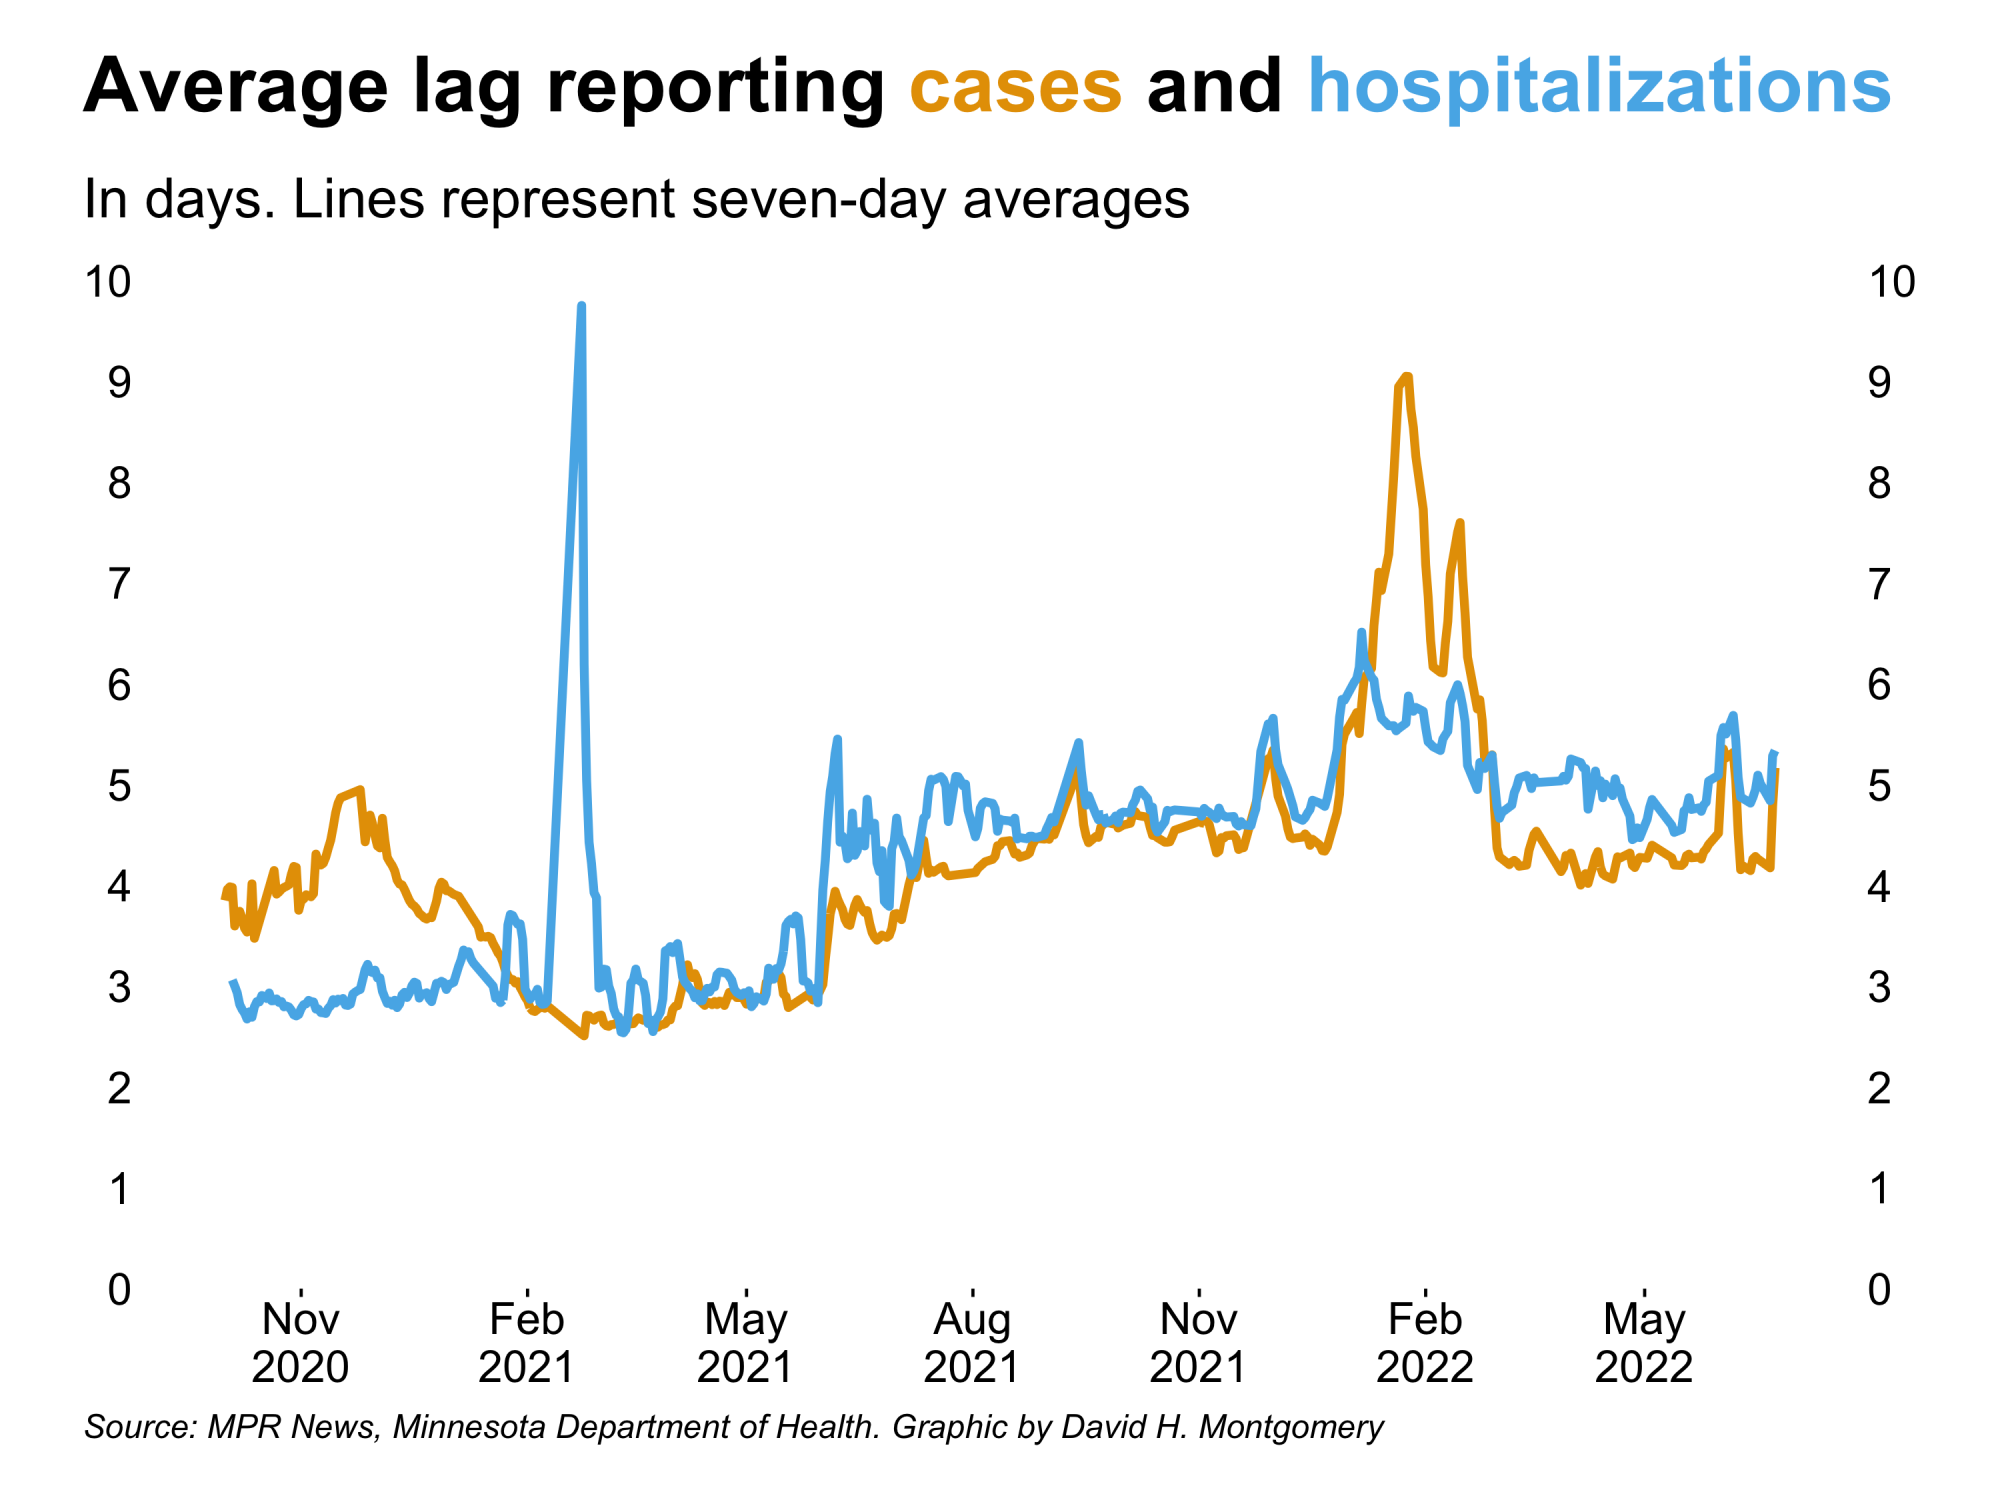 Average lag reporting cases and hospitalizations
In days. Lines represent seven-day averages
10 10
9 9
8 8
7 7
6 6
5 5
4 4
3 3
2 2
1 1
0 0
Nov Feb May Aug Nov Feb May
2020 2021 2021 2021 2021 2022 2022
Source: MPR News, Minnesota Department of Health. Graphic by David H. Montgomery